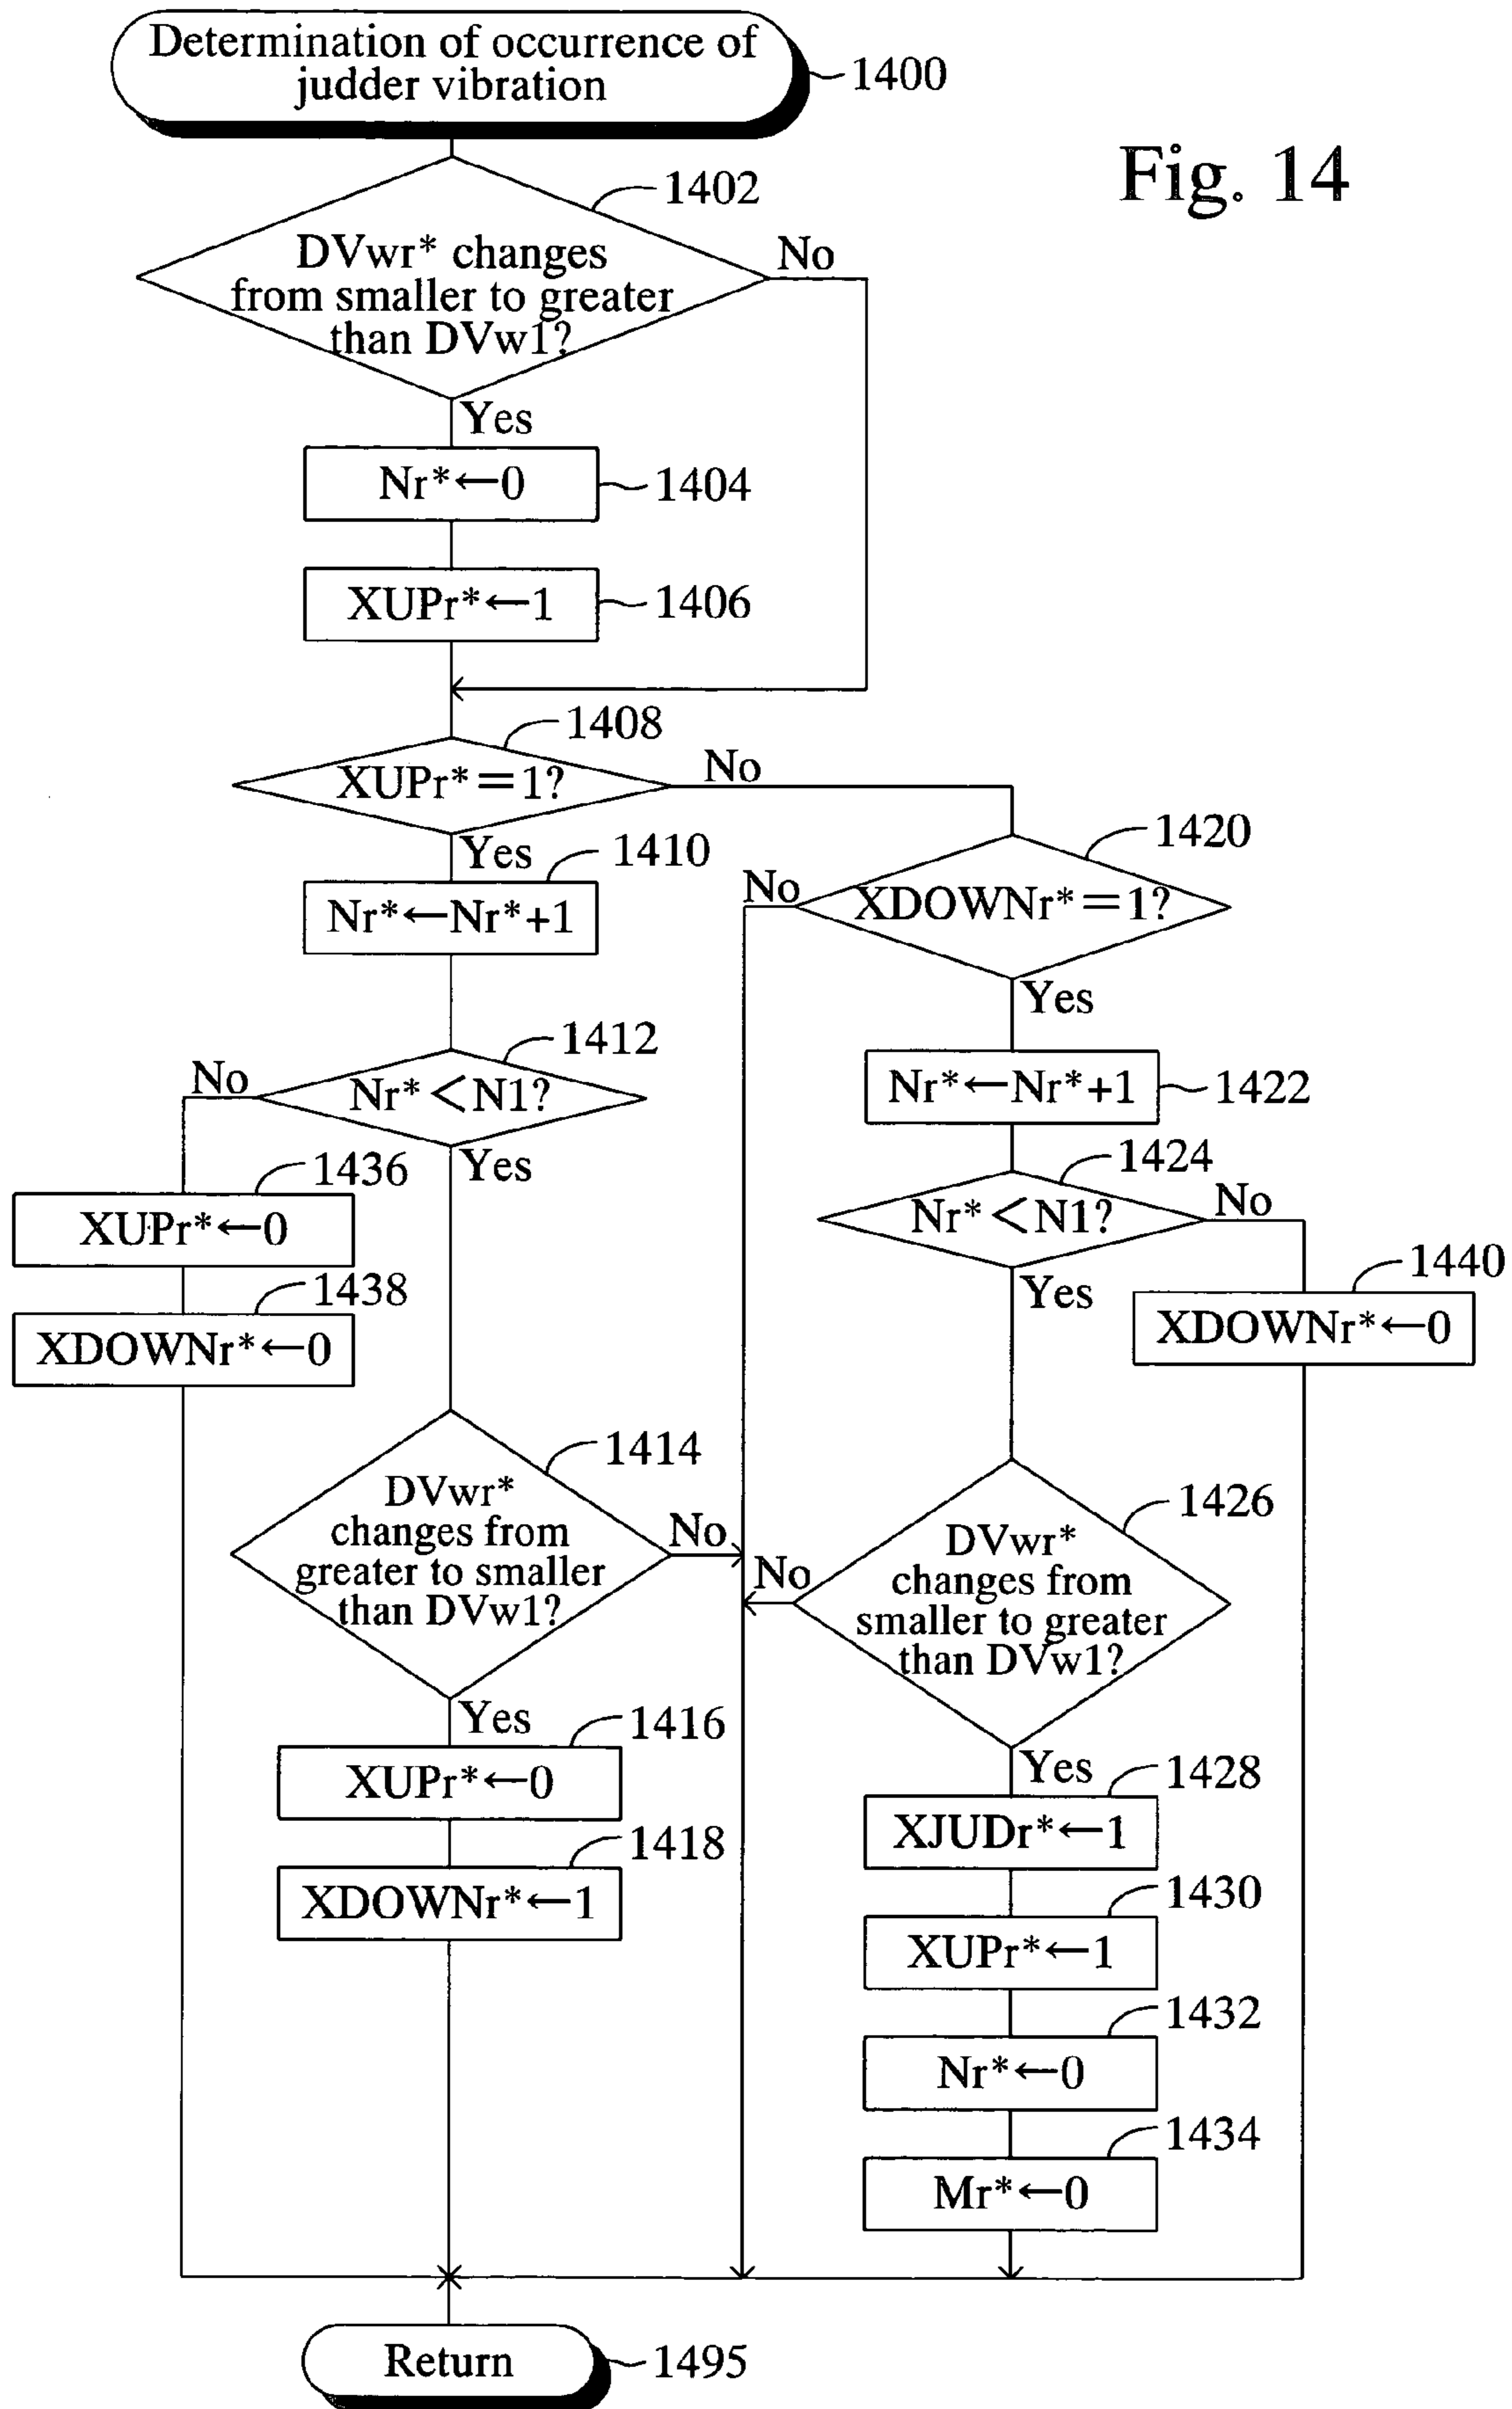 Determination of occurrence of
judder vibration
1400
Fig. 14
1402
DVwr* changes
from smaller to greater
than DVw1?
No
Yes
Nr*←0
1404
XUPr*←1
1406
1408
XUPr*=1?
No
Yes
1410
Nr*←Nr*+1
1420
No
XDOWNr*=1?
Yes
1412
No
Nr*<N1?
Yes
Nr*←Nr*+1
1422
1424
Nr*<N1?
No
Yes
1436
XUPr*←0
1438
XDOWNr*←0
1440
XDOWNr*←0
1414
DVwr*
changes from
greater to smaller
than DVw1?
No
Yes
1426
DVwr*
changes from
smaller to greater
than DVw1?
No
Yes
1416
XUPr*←0
1418
XDOWNr*←1
1428
XJUDr*←1
1430
XUPr*←1
1432
Nr*←0
1434
Mr*←0
Return
1495